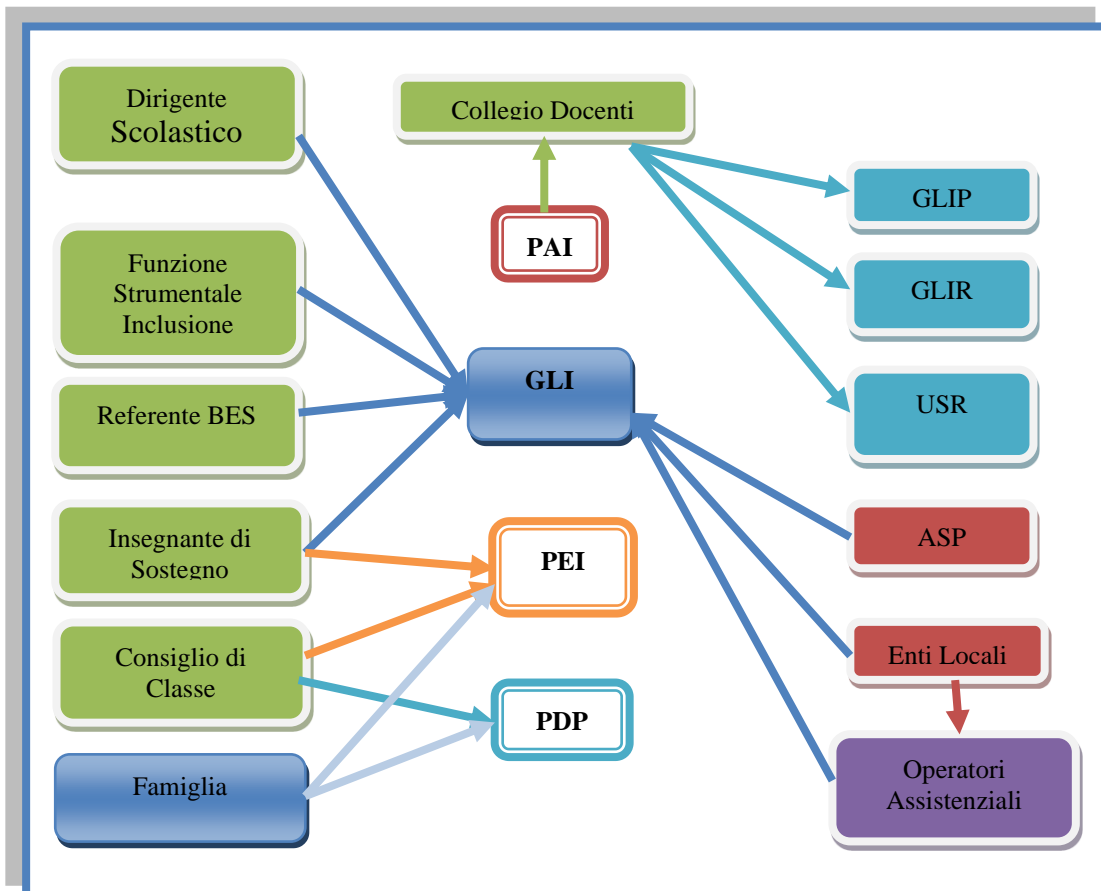 Dirigente
Scolastico
Collegio Docenti
GLIP
PAI
Funzione
Strumentale
Inclusione
GLIR
GLI
USR
Referente BES
Insegnante di
Sostegno
PEI
ASP
Consiglio di
Classe
Enti Locali
PDP
Famiglia
Operatori
Assistenziali